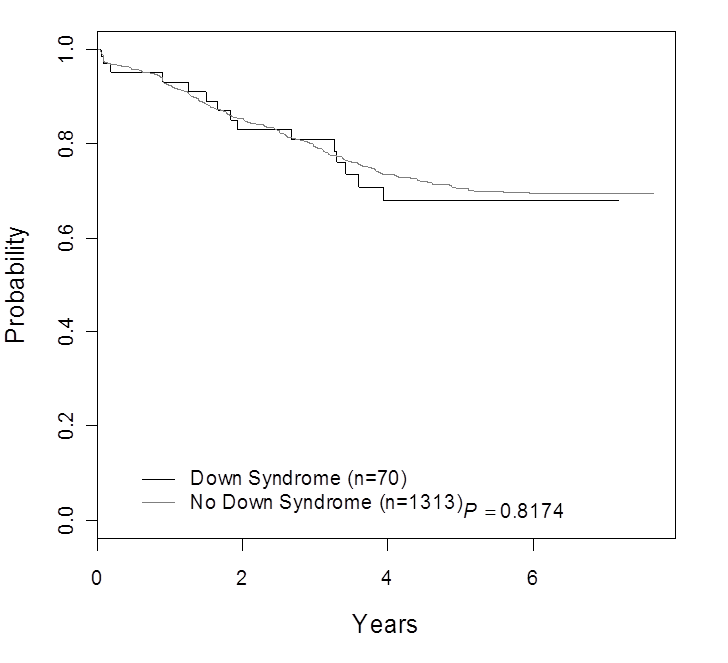 1.0
0.8
0.6
0.4
0.2
0.0
Probability
Down Syndrome (n=70)
No Down Syndrome (n=1313)
P = 0.8174
0 2 4 6
Years